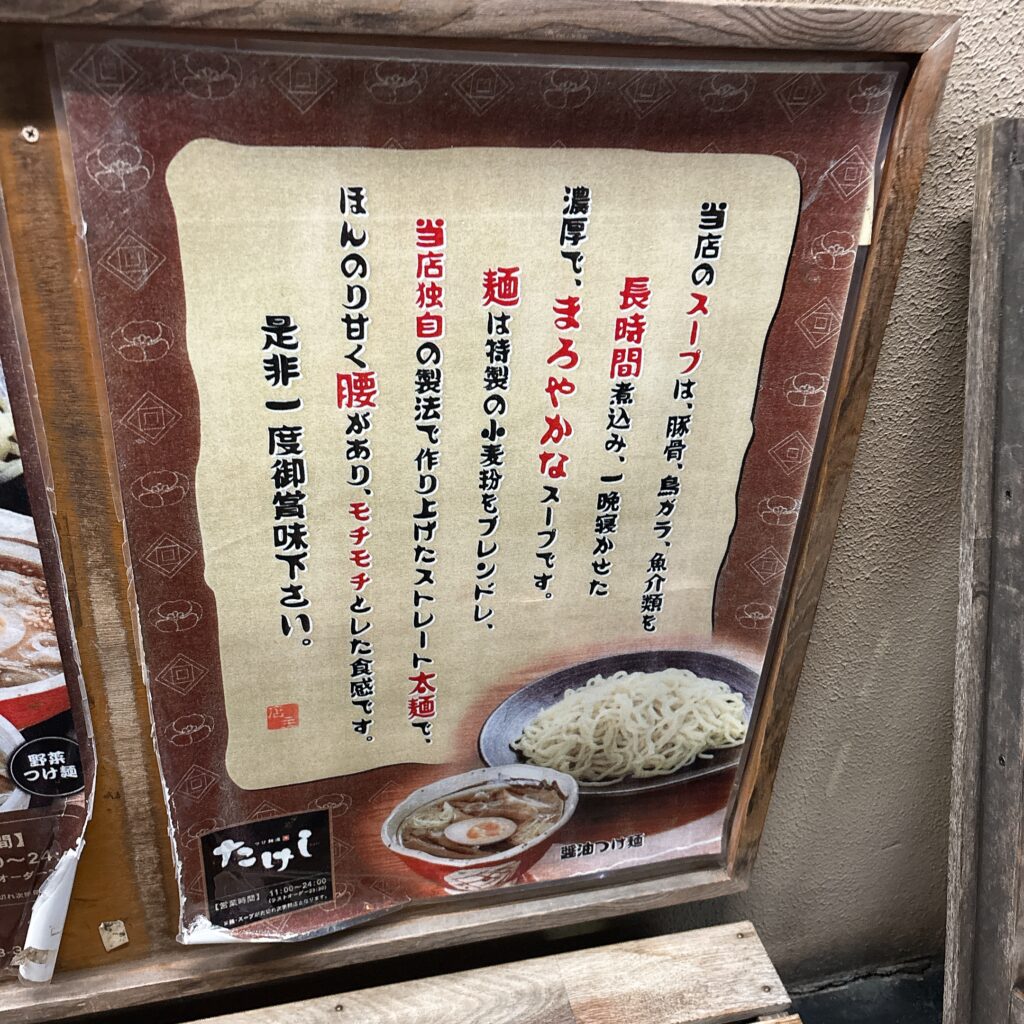 当店のスープは、豚骨、鳥ガラ、魚介類を
長時間煮込み、一晩寝かせた
濃厚で、まろやかなスープです。
麺は特製の小麦粉をブレンドし、
当店独自の製法で作り上げたストレート太麺で、
ほんのり甘く腰があり、モチモチとした食感です。
是非一度御賞味下さい。
店主
醤油つけ麺
たけし
【営業時間】 11:00~24:00
野菜
つけ麺